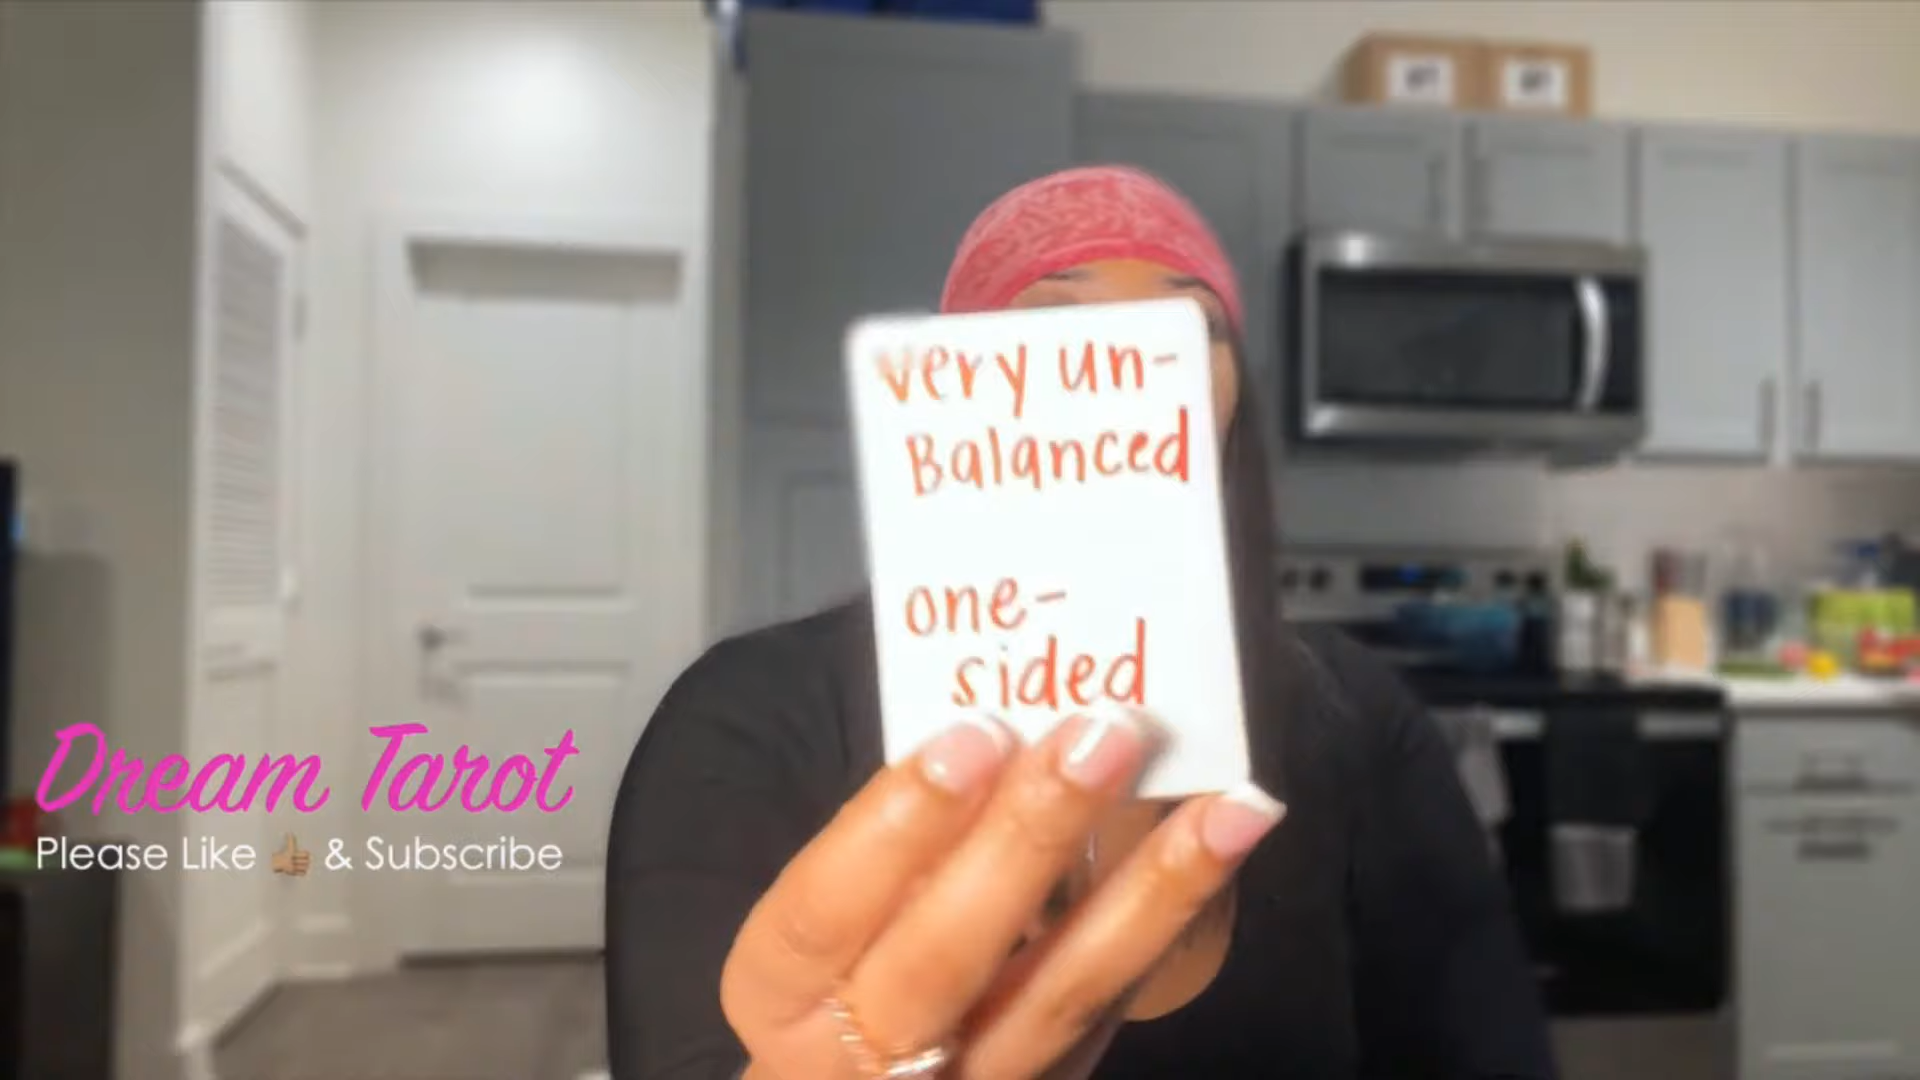 very un-
Balanced
one-
sided
Dream Tarot
Please Like 👍🏽 & Subscribe